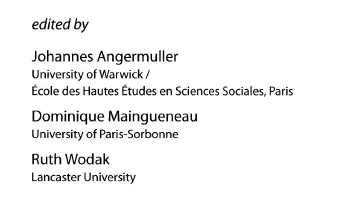 edited by
Johannes Angermuller
University of Warwick /
École des Hautes Études en Sciences Sociales, Paris
Dominique Maingueneau
University of Paris-Sorbonne
Ruth Wodak
Lancaster University